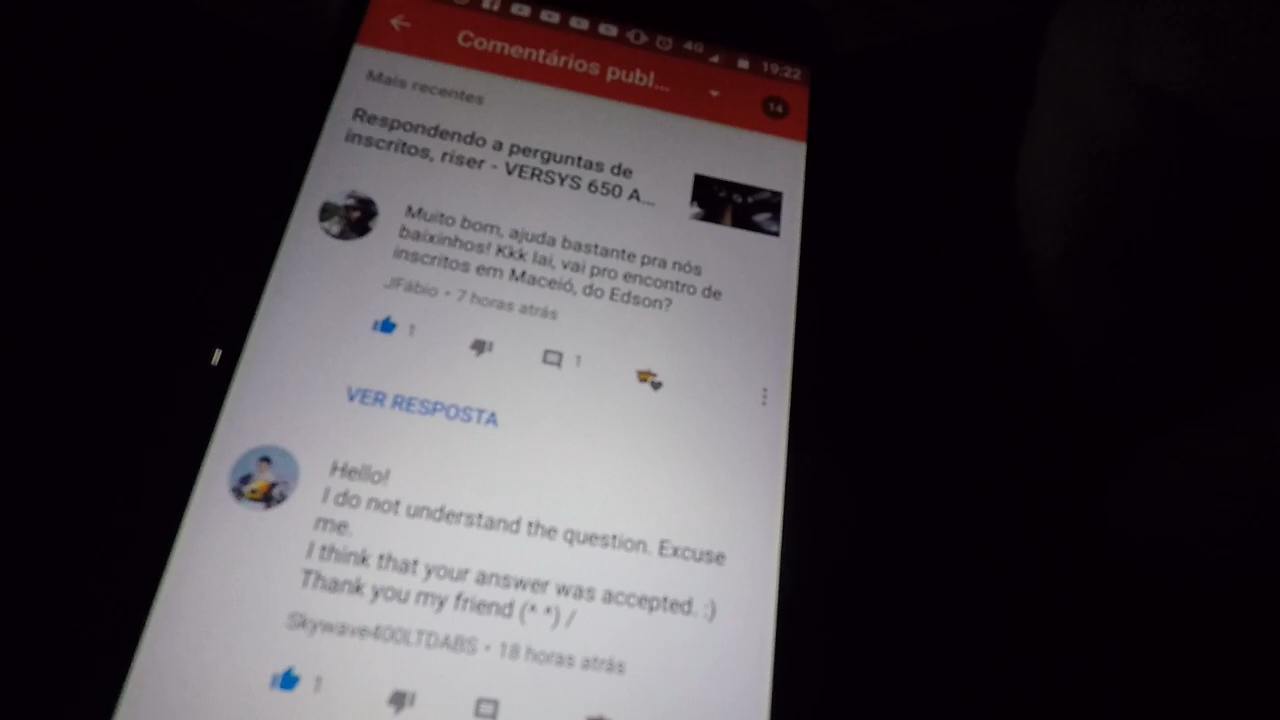 4G 19:22
Comentários publ...
14
Mais recentes
Respondendo a perguntas de
inscritos, riser - VERSYS 650 A...
Muito bom, ajuda bastante pra nós
baixinhos! Kkk Iai, vai pro encontro de
inscritos em Maceió, do Edson?
JFábio • 7 horas atrás
1
1
VER RESPOSTA
Hello!
I do not understand the question. Excuse
me.
I think that your answer was accepted. :)
Thank you my friend (* *) /
Skywave400LTDABS • 18 horas atrás
1